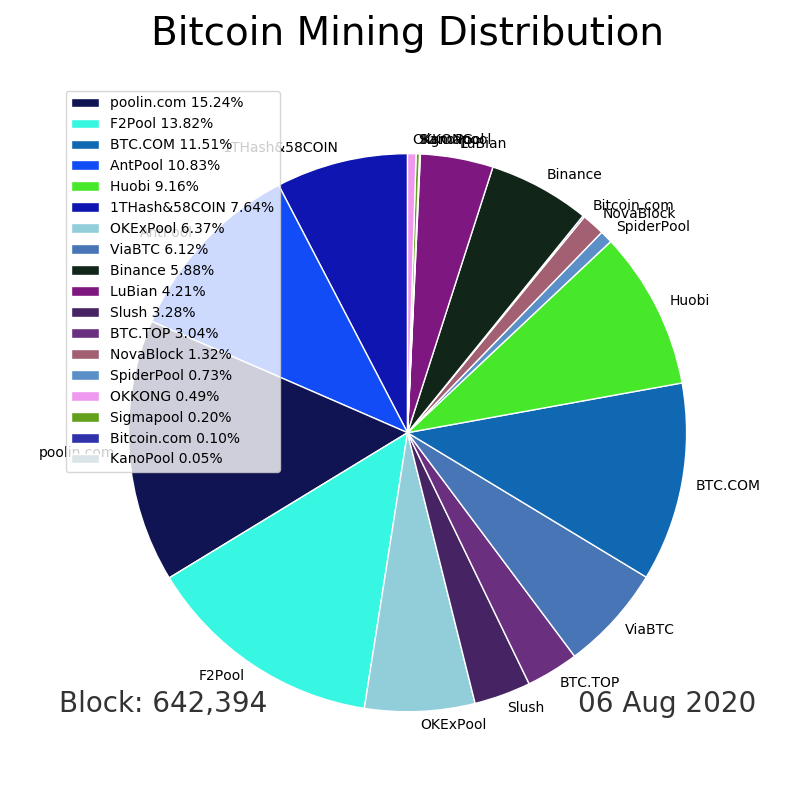 Bitcoin Mining Distribution
poolin.com 15.24%
F2Pool 13.82%
BTC.COM 11.51%
AntPool 10.83%
Huobi 9.16%
1THash&58COIN 7.64%
OKExPool 6.37%
ViaBTC 6.12%
Binance 5.88%
LuBian 4.21%
Slush 3.28%
BTC.TOP 3.04%
NovaBlock 1.32%
SpiderPool 0.73%
OKKONG 0.49%
Sigmapool 0.20%
Bitcoin.com 0.10%
KanoPool 0.05%
1THash&58COIN
AntPool
poolin.com
F2Pool
OKExPool
Slush
BTC.TOP
ViaBTC
BTC.COM
Huobi
SpiderPool
NovaBlock
Bitcoin.com
Binance
LuBian
Block: 642,394
06 Aug 2020